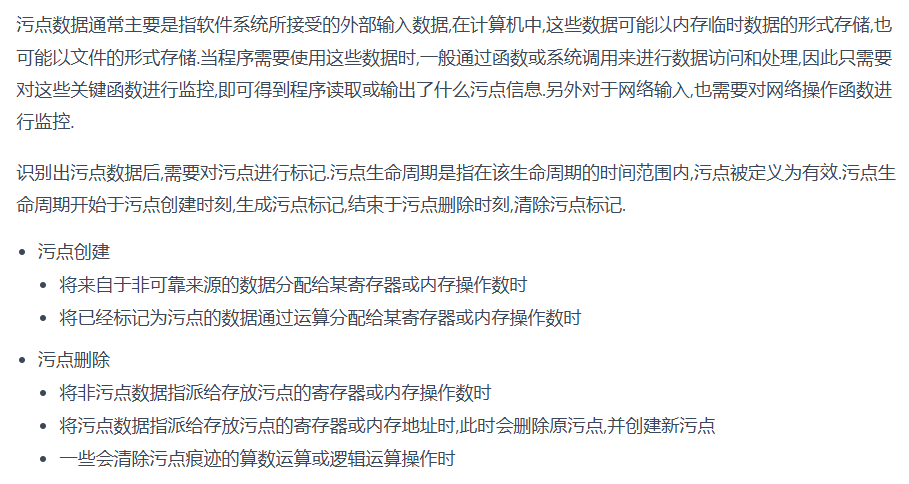 污点数据通常主要是指软件系统所接受的外部输入数据,在计算机中,这些数据可能以内存临时数据的形式存储,也
可能以文件的形式存储.当程序需要使用这些数据时,一般通过函数或系统调用来进行数据访问和处理,因此只需要
对这些关键函数进行监控,即可得到程序读取或输出了什么污点信息.另外对于网络输入,也需要对网络操作函数进
行监控.
识别出污点数据后,需要对污点进行标记.污点生命周期是指在该生命周期的时间范围内,污点被定义为有效.污点生
命周期开始于污点创建时刻,生成污点标记,结束于污点删除时刻,清除污点标记.
• 污点创建
• 将来自于非可靠来源的数据分配给某寄存器或内存操作数时
• 将已经标记为污点的数据通过运算分配给某寄存器或内存操作数时
• 污点删除
• 将非污点数据指派给存放污点的寄存器或内存操作数时
• 将污点数据指派给存放污点的寄存器或内存地址时,此时会删除原污点,并创建新污点
• 一些会清除污点痕迹的算数运算或逻辑运算操作时